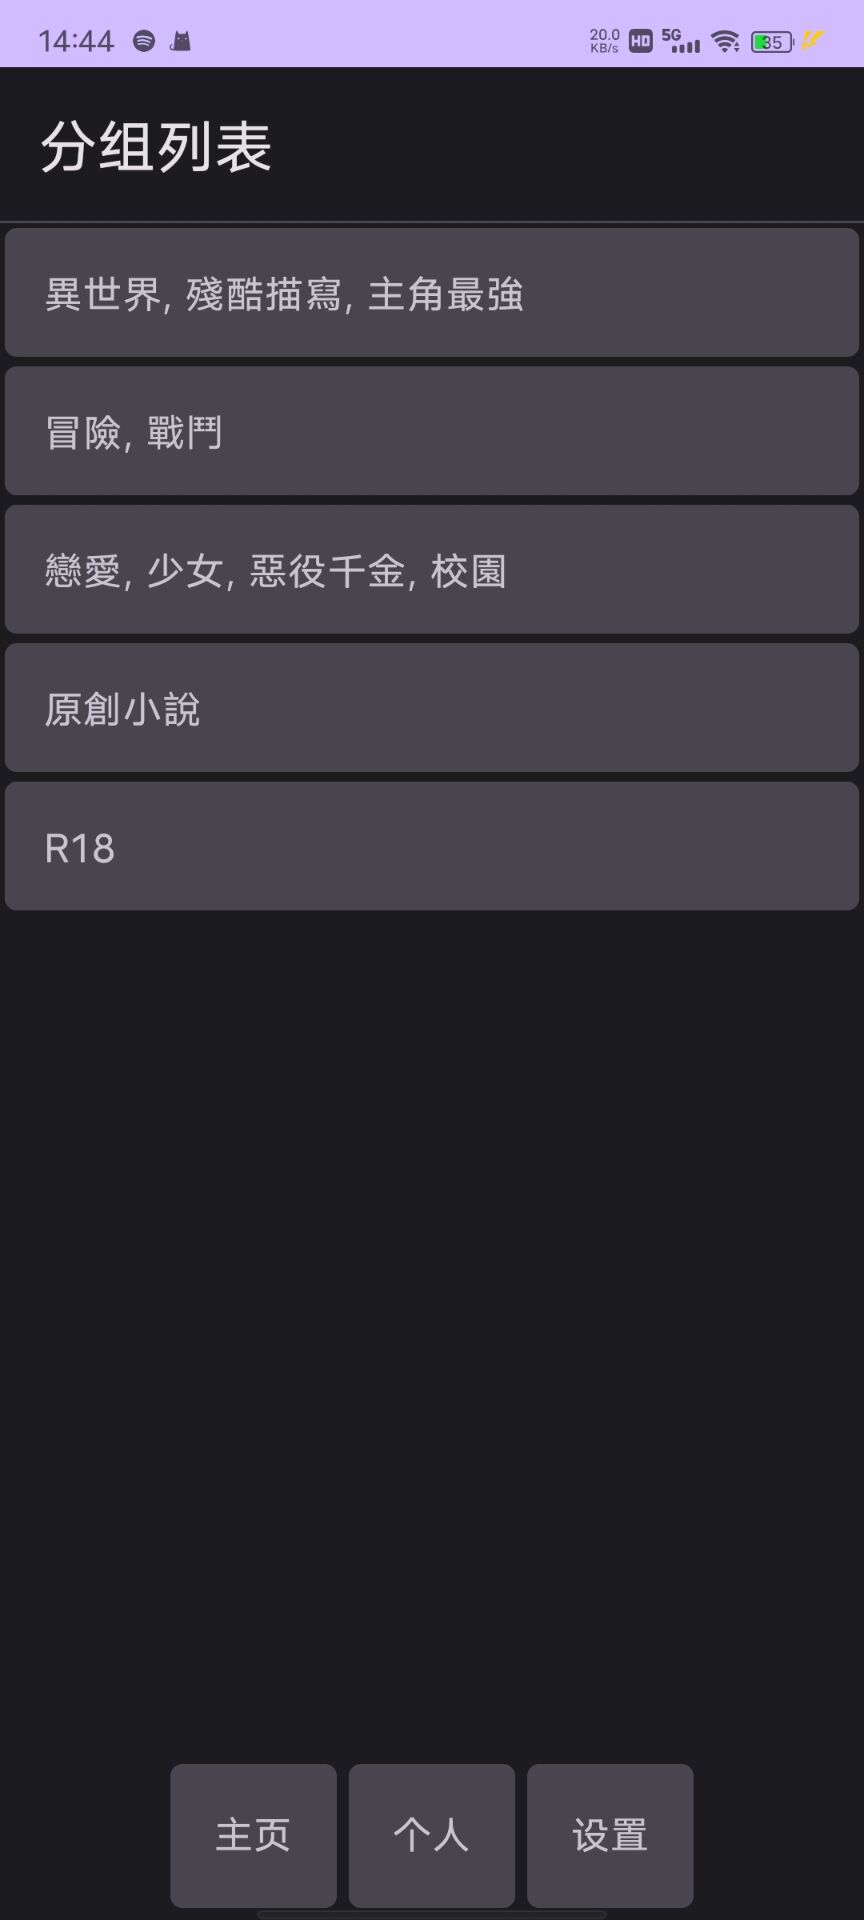 14:44 20.0 KB/s HD 5G 35
分组列表
異世界, 殘酷描寫, 主角最強
冒險, 戰鬥
戀愛, 少女, 惡役千金, 校園
原創小說
R18
主页 个人 设置